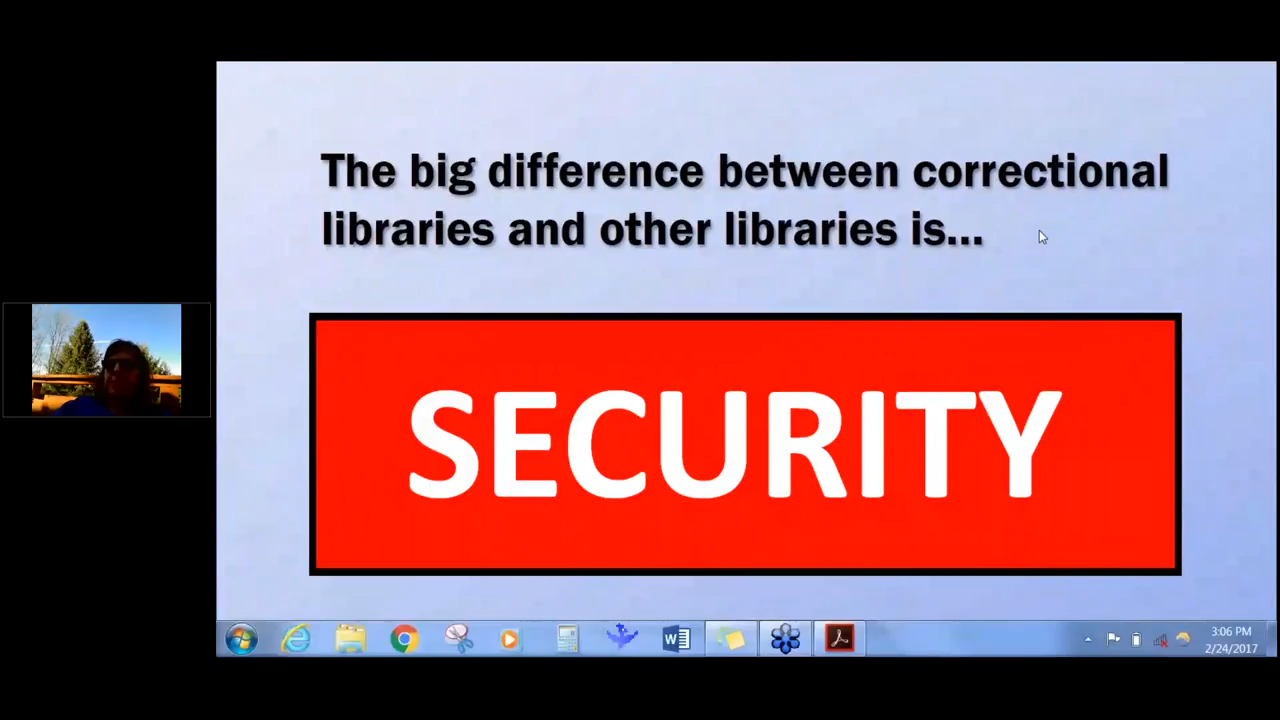 The big difference between correctional
libraries and other libraries is...
SECURITY
W
3:06 PM
2/24/2017